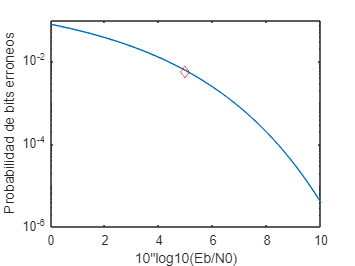 Probabilidad de bits erroneos
10^-2
10^-4
10^-6
0 2 4 6 8 10
10"log10(Eb/N0)